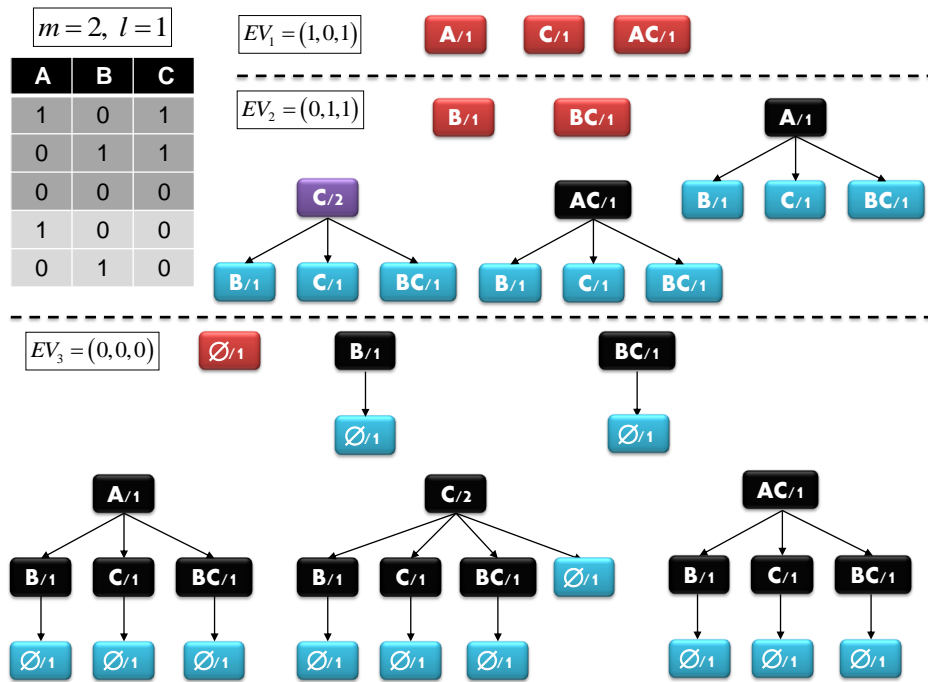 m = 2, l = 1
A B C
1 0 1
0 1 1
0 0 0
1 0 0
0 1 0
EV₁ = (1,0,1)
A/1 C/1 AC/1
EV₂ = (0,1,1)
B/1 BC/1 A/1
B/1 C/1 BC/1
C/2 AC/1
B/1 C/1 BC/1 B/1 C/1 BC/1
EV₃ = (0,0,0)
∅/1 B/1 BC/1
∅/1 ∅/1
A/1 C/2 AC/1
B/1 C/1 BC/1 B/1 C/1 BC/1 ∅/1 B/1 C/1 BC/1
∅/1 ∅/1 ∅/1 ∅/1 ∅/1 ∅/1 ∅/1 ∅/1 ∅/1